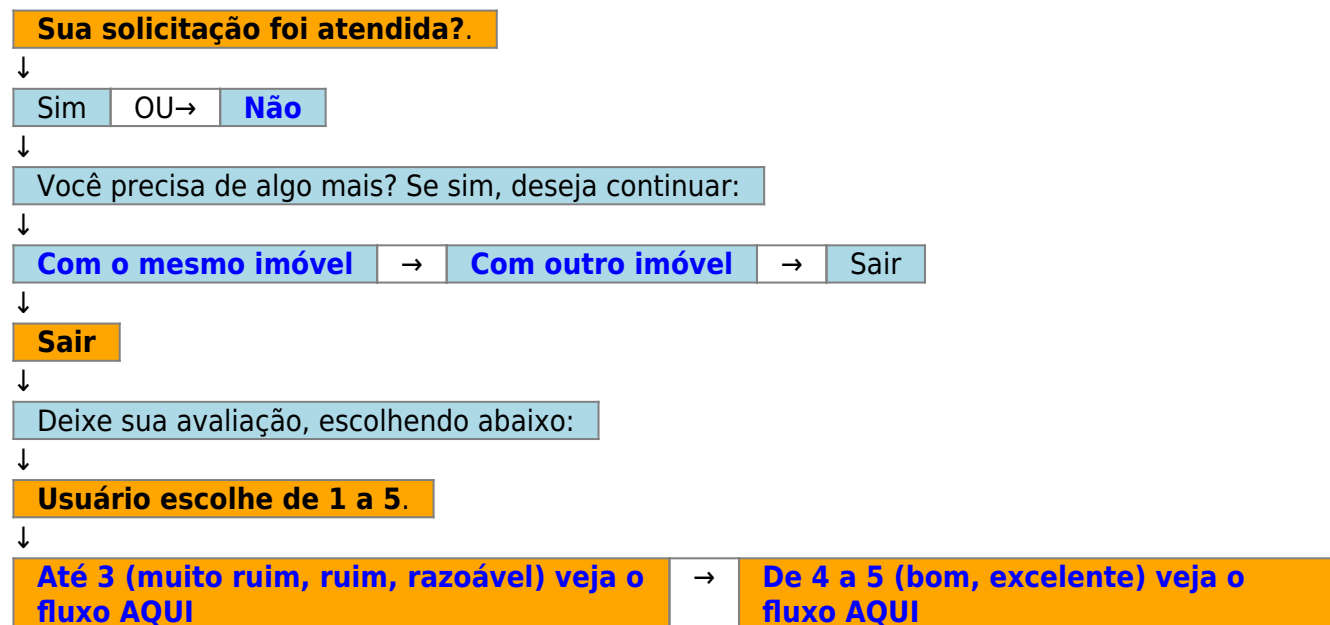 Sua solicitação foi atendida?.
↓
Sim OU→ Não
↓
Você precisa de algo mais? Se sim, deseja continuar:
↓
Com o mesmo imóvel → Com outro imóvel → Sair
↓
Sair
↓
Deixe sua avaliação, escolhendo abaixo:
↓
Usuário escolhe de 1 a 5.
↓
Até 3 (muito ruim, ruim, razoável) veja o
fluxo AQUI
→
De 4 a 5 (bom, excelente) veja o
fluxo AQUI